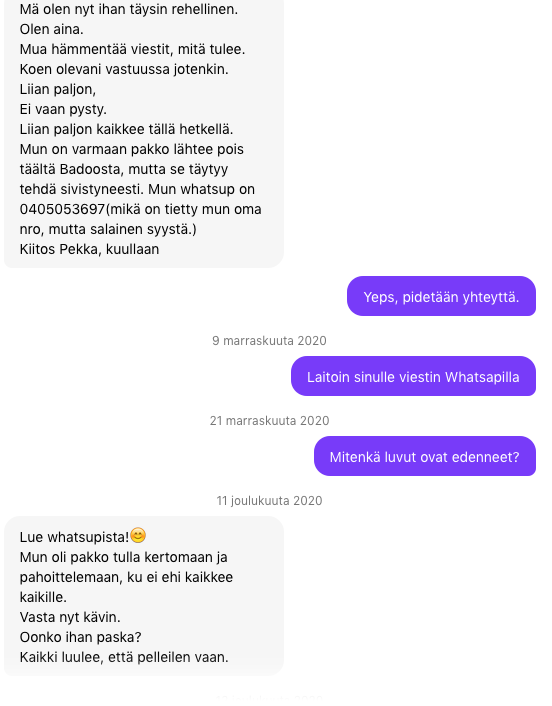 Mä olen nyt ihan täysin rehellinen.
Olen aina.
Mua hämmentää viestit, mitä tulee.
Koen olevani vastuussa jotenkin.
Liian paljon,
Ei vaan pysty.
Liian paljon kaikkee tällä hetkellä.
Mun on varmaan pakko lähtee pois
täältä Badoosta, mutta se täytyy
tehdä sivistyneesti. Mun whatsup on
0405053697(mikä on tietty mun oma
nro, mutta salainen syystä.)
Kiitos Pekka, kuullaan
Yeps, pidetään yhteyttä.
9 marraskuuta 2020
Laitoin sinulle viestin Whatsapilla
21 marraskuuta 2020
Mitenkä luvut ovat edenneet?
11 joulukuuta 2020
Lue whatsupista!😊
Mun oli pakko tulla kertomaan ja
pahoittelemaan, ku ei ehi kaikkee
kaikille.
Vasta nyt kävin.
Oonko ihan paska?
Kaikki luulee, että pelleilen vaan.